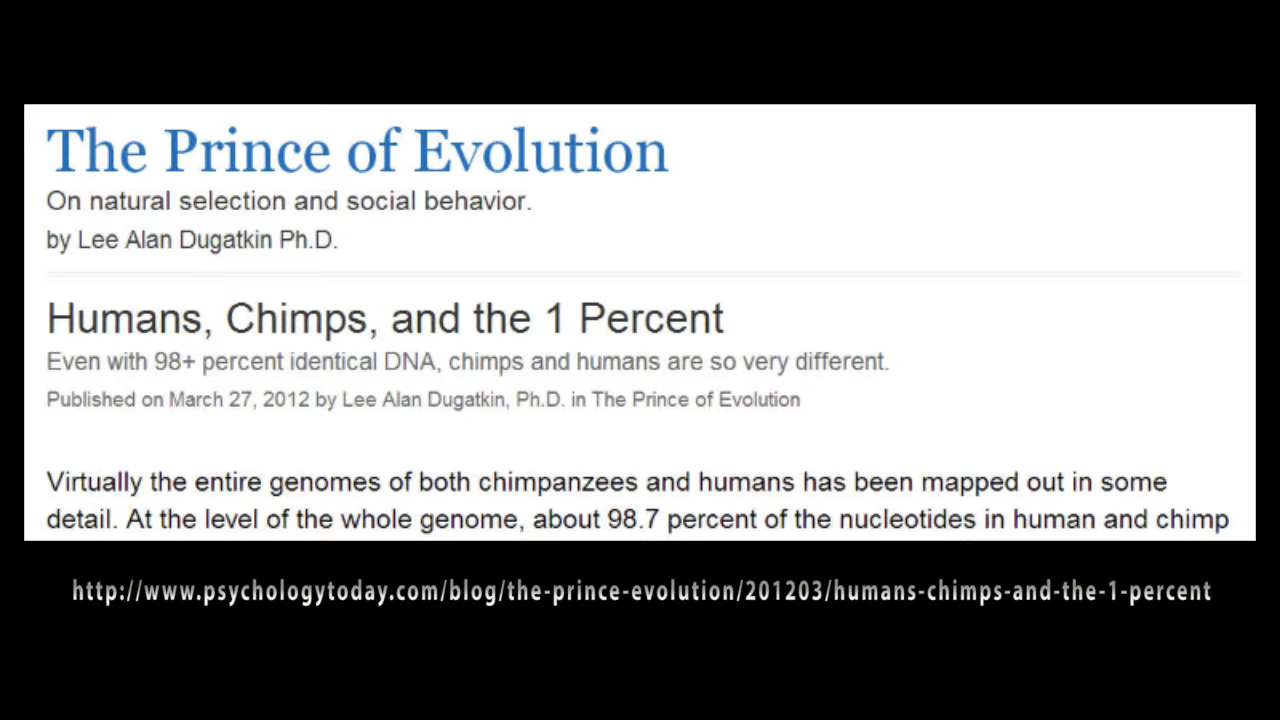 The Prince of Evolution
On natural selection and social behavior.
by Lee Alan Dugatkin Ph.D.
Humans, Chimps, and the 1 Percent
Even with 98+ percent identical DNA, chimps and humans are so very different.
Published on March 27, 2012 by Lee Alan Dugatkin, Ph.D. in The Prince of Evolution
Virtually the entire genomes of both chimpanzees and humans has been mapped out in some
detail. At the level of the whole genome, about 98.7 percent of the nucleotides in human and chimp
http://www.psychologytoday.com/blog/the-prince-evolution/201203/humans-chimps-and-the-1-percent